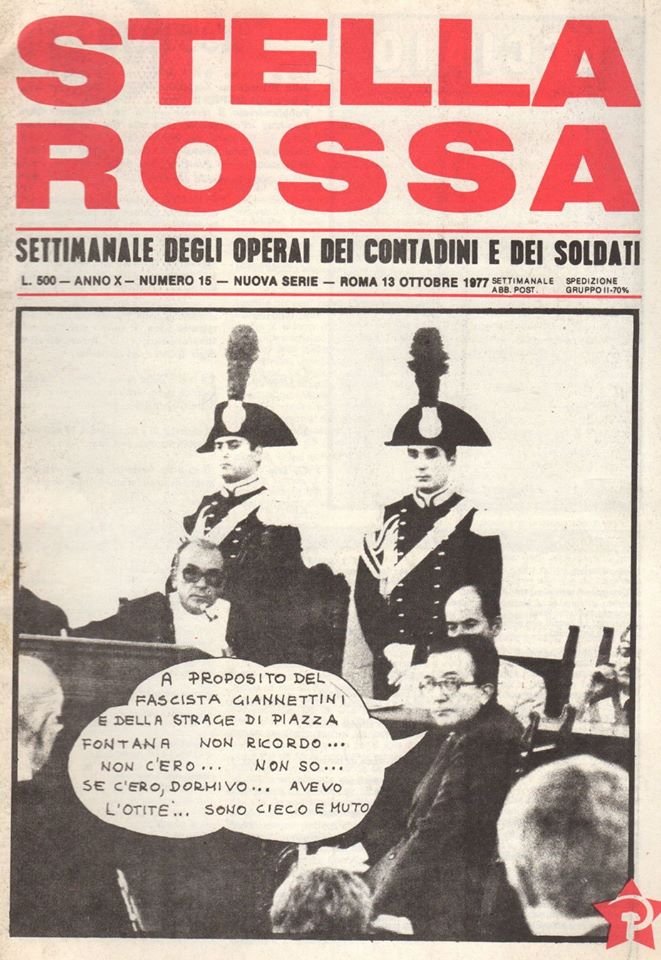 STELLA
ROSSA
SETTIMANALE DEGLI OPERAI DEI CONTADINI E DEI SOLDATI
L. 500 — ANNO X — NUMERO 15 — NUOVA SERIE — ROMA 13 OTTOBRE 1977 SETTIMANALE SPEDIZIONE
ABB. POST. GRUPPO II-70%
A PROPOSITO DEL
FASCISTA GIANNETTINI
E DELLA STRAGE DI PIAZZA
FONTANA NON RICORDO...
NON C'ERO... NON SO...
SE C'ERO, DORMIVO... AVEVO
L'OTITE... SONO CIECO E MUTO